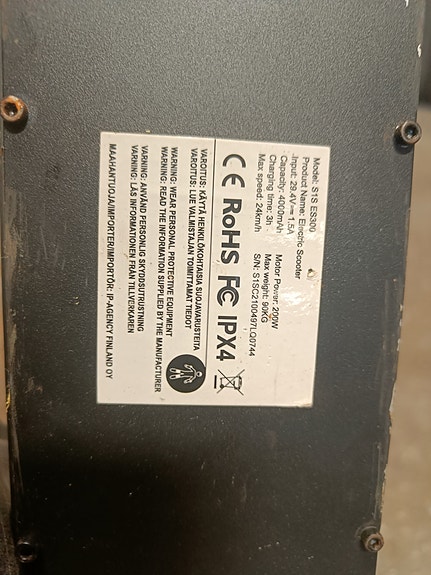 Model: S1S ES300
Product Name: Electric Scooter
Input: 29.4V⎓ 1.5A
Capacity: 4000mAh
Charging time: 3h
Max speed: 24km/h
Motor Power: 200W
Max weight: 90KG
S/N: S1SC2100497LQ0744
CE RoHS FC IPX4
VAROITUS: KÄYTÄ HENKILÖKOHTAISIA SUOJAVARUSTEITA
VAROITUS: LUE VALMISTAJAN TOIMITTAMAT TIEDOT
WARNING: WEAR PERSONAL PROTECTIVE EQUIPMENT
WARNING: READ THE INFORMATION SUPPLIED BY THE MANUFACTURER
VARNING: ANVÄND PERSONLIG SKYDDSUTRUSTNING
VARNING: LÄS INFORMATIONEN FRÅN TILLVERKAREN
MAAHANTUOJA/IMPORTER/IMPORTÖR: IP-AGENCY FINLAND OY